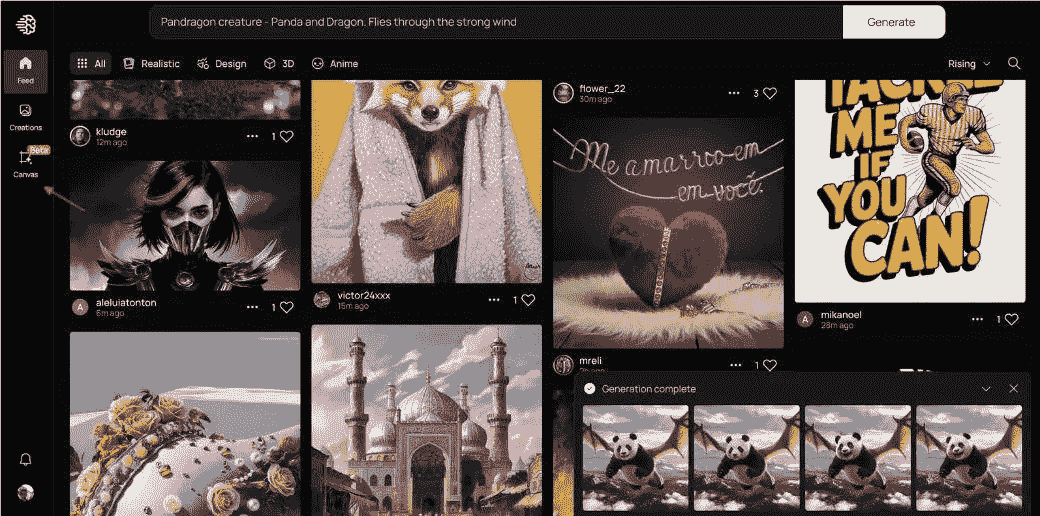 Pandragon creature - Panda and Dragon, Flies through the strong wind
Generate
Feed
Creations
Beta
Canvas
All
Realistic
Design
3D
Anime
Rising
kludge
12m ago
1
aleluiatonton
6m ago
1
A
victor24xxx
15m ago
1
flower_22
30m ago
3
Me amarroo em
em você.
mreli
1
TACKLE
ME
IF
YOU
CAN!
A
mikanoel
28m ago
1
Generation complete